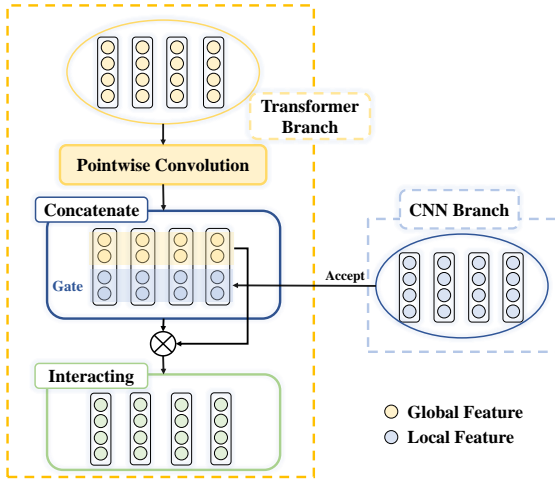 Transformer
Branch
Pointwise Convolution
Concatenate
CNN Branch
Gate
Accept
Interacting
Global Feature
Local Feature